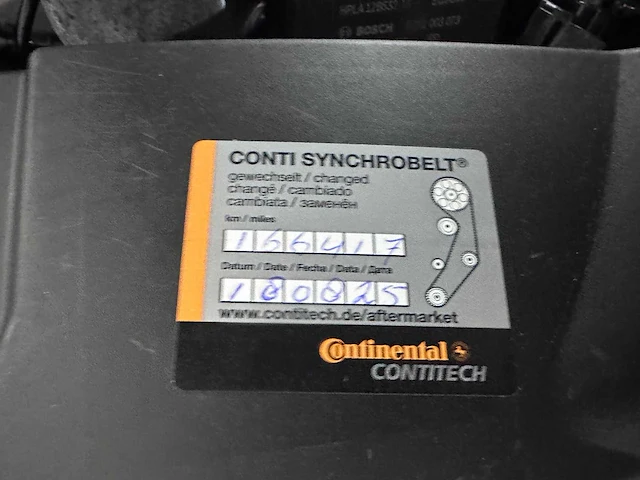 BOSCH
CONTI SYNCHROBELT®
gewechselt / changed
changé / cambiado
cambiata / заменён
km / miles
166417
Datum / Date / Fecha / Data / Дата
180825
www.contitech.de/aftermarket
Continental
CONTITECH